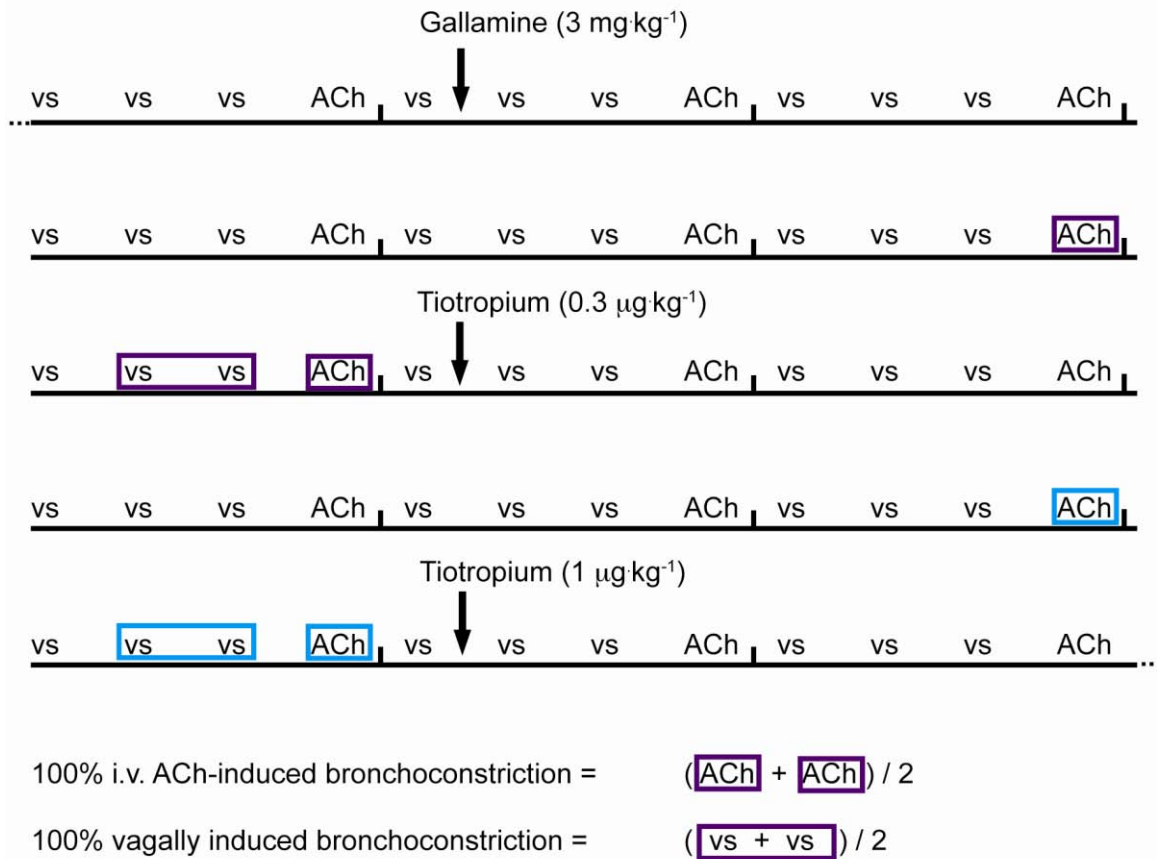 Gallamine (3 mg·kg⁻¹)
vs vs vs ACh vs vs vs ACh vs vs vs ACh
vs vs vs ACh vs vs vs ACh vs vs vs ACh
Tiotropium (0.3 µg·kg⁻¹)
vs vs vs ACh vs vs vs ACh vs vs vs ACh
vs vs vs ACh vs vs vs ACh vs vs vs ACh
Tiotropium (1 µg·kg⁻¹)
vs vs vs ACh vs vs vs ACh vs vs vs ACh
100% i.v. ACh-induced bronchoconstriction = (ACh + ACh) / 2
100% vagally induced bronchoconstriction = (vs + vs) / 2